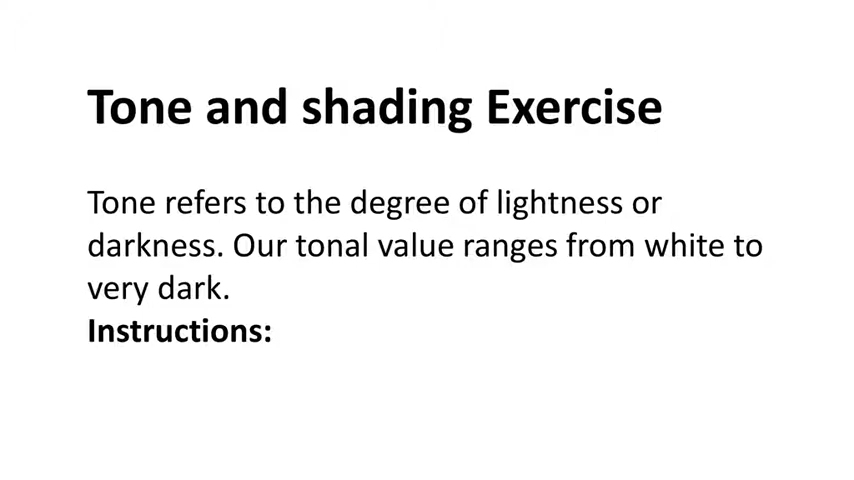 Tone and shading Exercise
Tone refers to the degree of lightness or
darkness. Our tonal value ranges from white to
very dark.
Instructions: